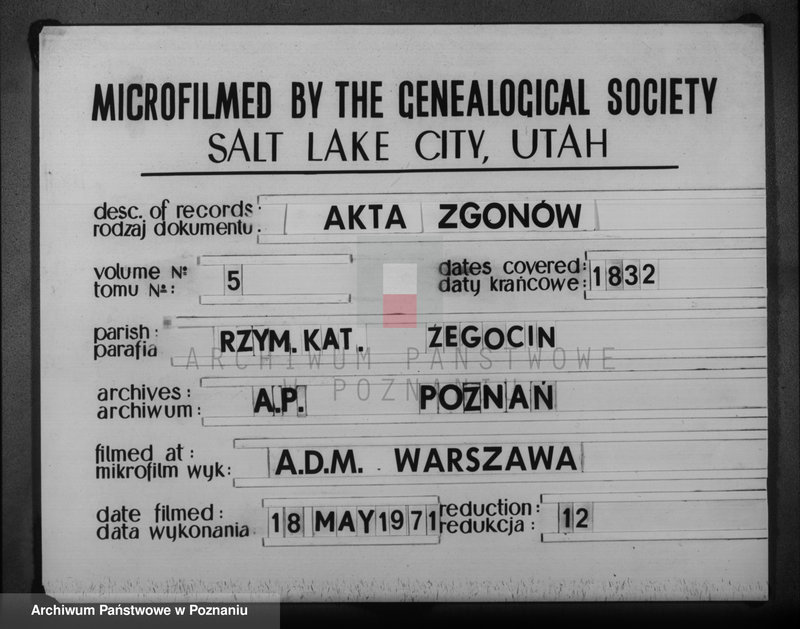 MICROFILMED BY THE GENEALOGICAL SOCIETY
SALT LAKE CITY, UTAH
desc. of records: AKTA ZGONÓW
rodzaj dokumentu:
volume №: 5
tomu №:
dates covered: 1832
daty krańcowe:
parish: RZYM. KAT. ŻEGOCIN
parafia
ARCHIWUM PAŃSTWOWE
W POZNANIU
archives: A.P. POZNAŃ
archiwum:
filmed at: A.D.M. WARSZAWA
mikrofilm wyk:
date filmed: 18 MAY 1971
data wykonania.
reduction: 12
redukcja:
Archiwum Państwowe w Poznaniu